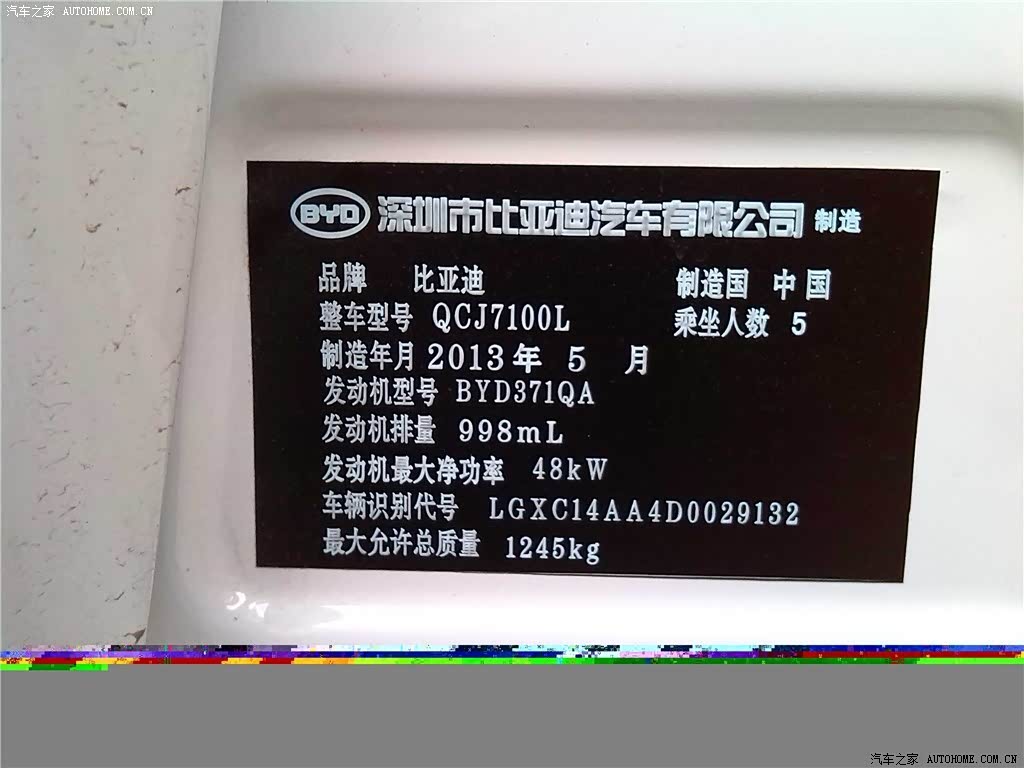 汽车之家 AUTOHOME.COM.CN
BYD 深圳市比亚迪汽车有限公司 制造
品牌 比亚迪 制造国 中国
整车型号 QCJ7100L 乘坐人数 5
制造年月 2013年 5 月
发动机型号 BYD371QA
发动机排量 998mL
发动机最大净功率 48kW
车辆识别代号 LGXC14AA4D0029132
最大允许总质量 1245kg
汽车之家 AUTOHOME.COM.CN